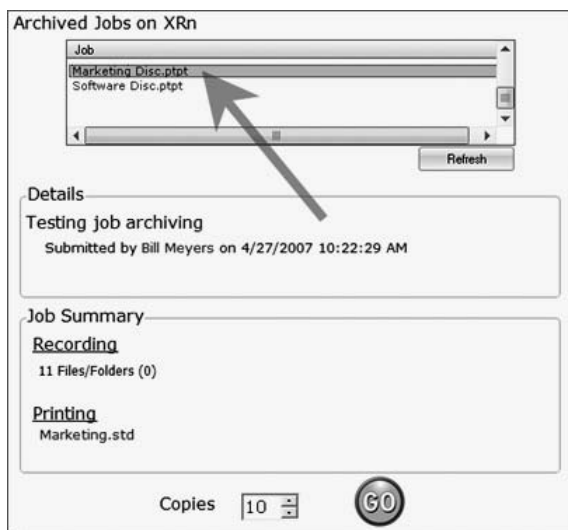 Archived Jobs on XRn
Job
Marketing Disc.ptpt
Software Disc.ptpt
Refresh
Details
Testing job archiving
Submitted by Bill Meyers on 4/27/2007 10:22:29 AM
Job Summary
Recording
11 Files/Folders (0)
Printing
Marketing.std
Copies 10 GO